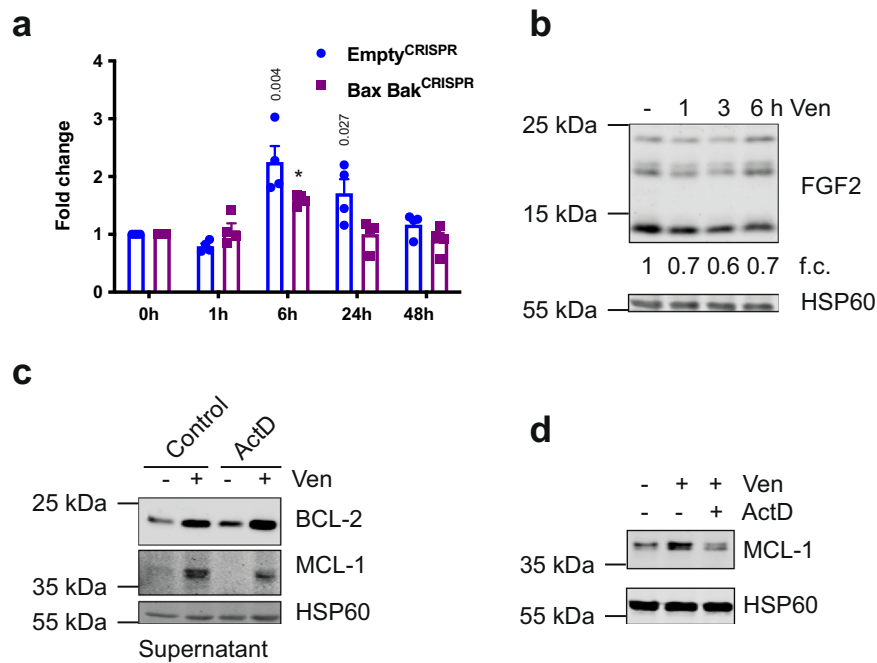 a
Empty^CRISPR
Bax Bak^CRISPR
Fold change
4
3
2
1
0
0.004
*
0.027
0h 1h 6h 24h 48h
b
- 1 3 6 h Ven
25 kDa
15 kDa
FGF2
1 0.7 0.6 0.7 f.c.
55 kDa HSP60
c
Control ActD
- + - + Ven
25 kDa
BCL-2
MCL-1
35 kDa
HSP60
55 kDa
Supernatant
d
- + + Ven
- - + ActD
MCL-1
35 kDa
HSP60
55 kDa